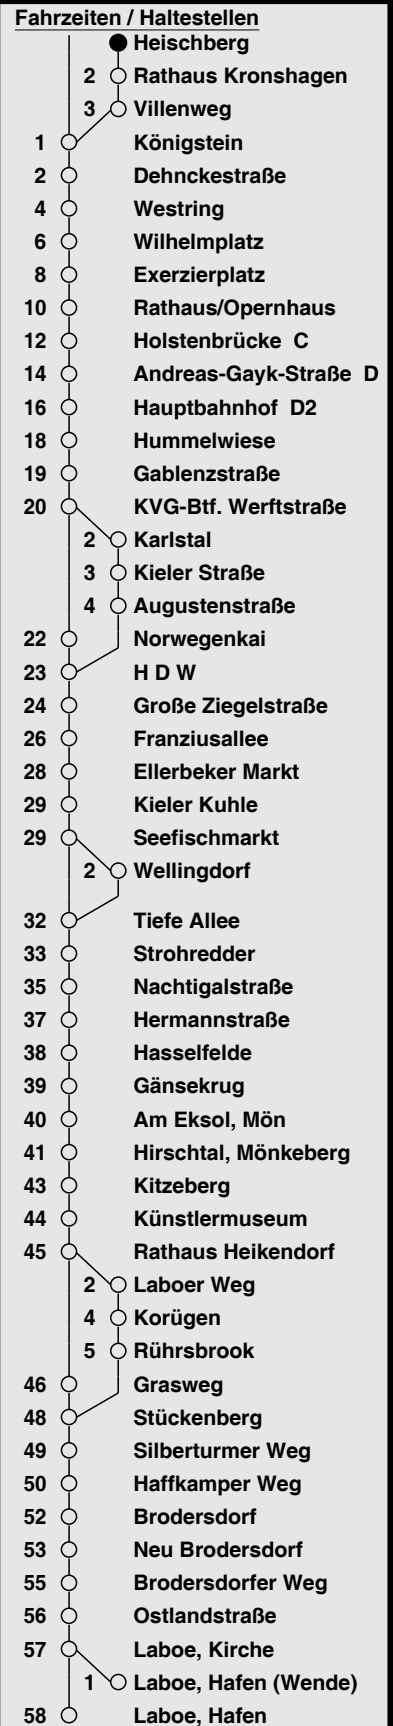 Fahrzeiten / Haltestellen
Heischberg
2 Rathaus Kronshagen
3 Villenweg
1 Königstein
2 Dehnckestraße
4 Westring
6 Wilhelmplatz
8 Exerzierplatz
10 Rathaus/Opernhaus
12 Holstenbrücke C
14 Andreas-Gayk-Straße D
16 Hauptbahnhof D2
18 Hummelwiese
19 Gablenzstraße
20 KVG-Btf. Werftstraße
2 Karlstal
3 Kieler Straße
4 Augustenstraße
22 Norwegenkai
23 H D W
24 Große Ziegelstraße
26 Franziusallee
28 Ellerbeker Markt
29 Kieler Kuhle
29 Seefischmarkt
2 Wellingdorf
32 Tiefe Allee
33 Strohredder
35 Nachtigalstraße
37 Hermannstraße
38 Hasselfelde
39 Gänsekrug
40 Am Eksol, Mön
41 Hirschtal, Mönkeberg
43 Kitzeberg
44 Künstlermuseum
45 Rathaus Heikendorf
2 Laboer Weg
4 Korügen
5 Rührsbrook
46 Grasweg
48 Stückenberg
49 Silberturmer Weg
50 Haffkamper Weg
52 Brodersdorf
53 Neu Brodersdorf
55 Brodersdorfer Weg
56 Ostlandstraße
57 Laboe, Kirche
1 Laboe, Hafen (Wende)
58 Laboe, Hafen